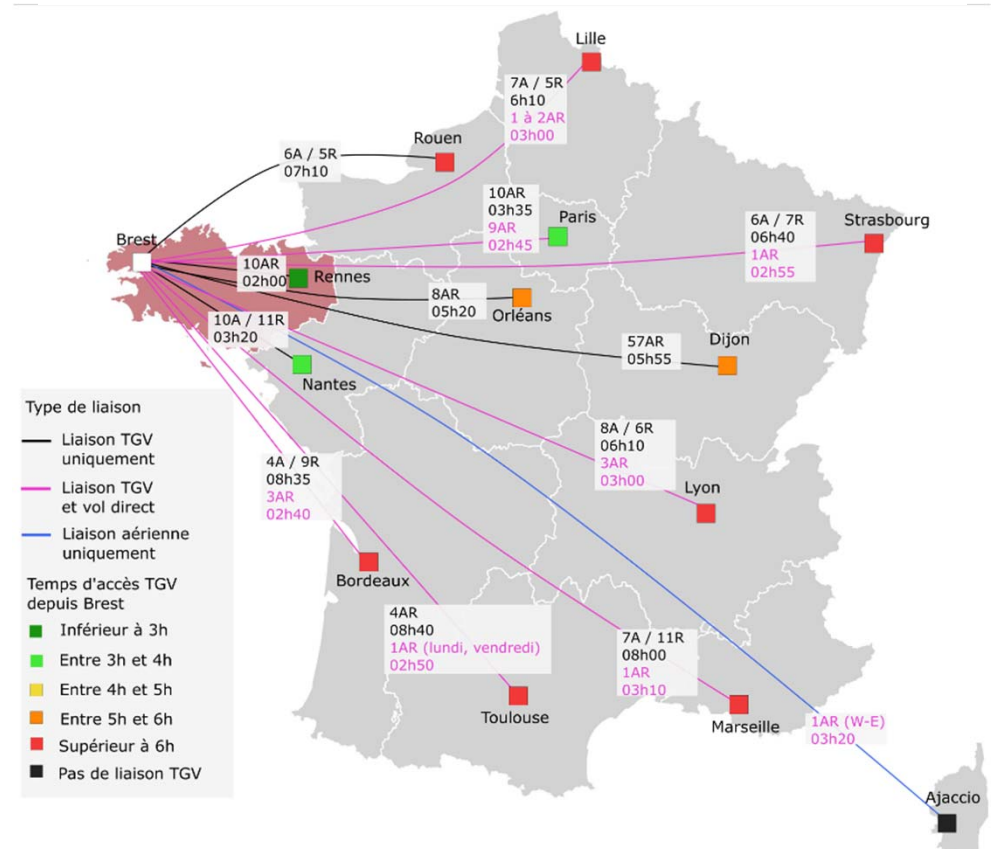 Lille
7A / 5R
6h10
1 à 2AR
03h00
Rouen
6A / 5R
07h10
10AR
03h35
9AR
02h45
Paris
6A / 7R
06h40
1AR
02h55
Strasbourg
Brest
10AR
02h00
Rennes
8AR
05h20
Orléans
10A / 11R
03h20
Nantes
57AR
05h55
Dijon
Type de liaison
Liaison TGV
uniquement
Liaison TGV
et vol direct
Liaison aérienne
uniquement
Temps d'accès TGV
depuis Brest
Inférieur à 3h
Entre 3h et 4h
Entre 4h et 5h
Entre 5h et 6h
Supérieur à 6h
Pas de liaison TGV
4A / 9R
08h35
3AR
02h40
Bordeaux
8A / 6R
06h10
3AR
03h00
Lyon
4AR
08h40
1AR (lundi, vendredi)
02h50
Toulouse
7A / 11R
08h00
1AR
03h10
Marseille
1AR (W-E)
03h20
Ajaccio